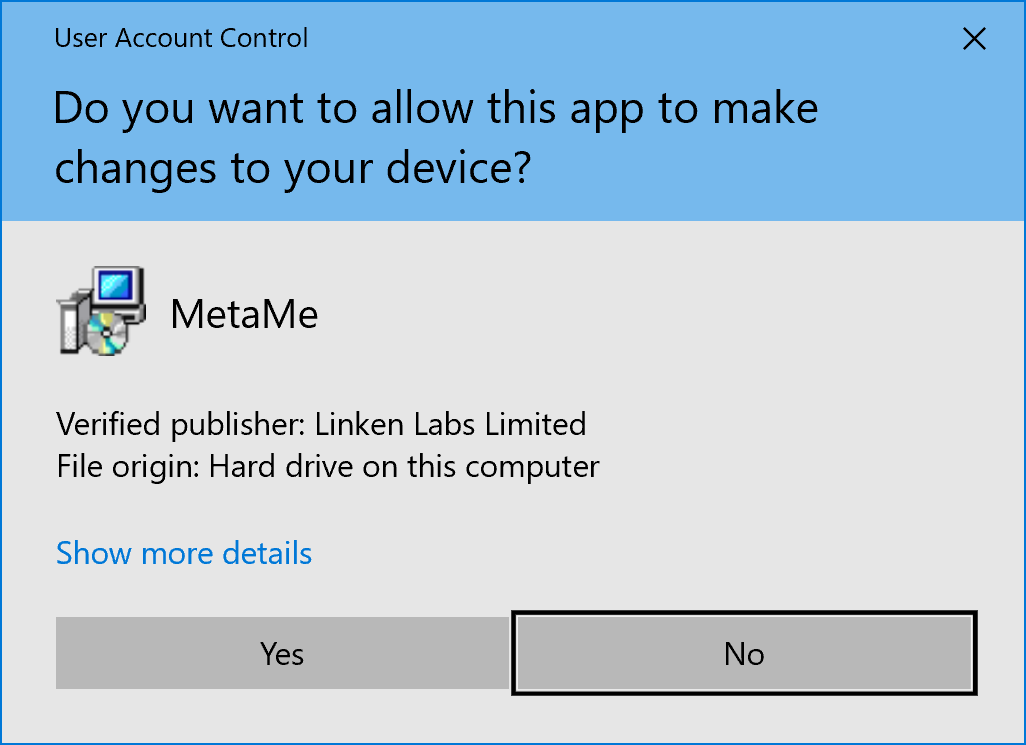 User Account Control
Do you want to allow this app to make
changes to your device?
MetaMe
Verified publisher: Linken Labs Limited
File origin: Hard drive on this computer
Show more details
Yes
No